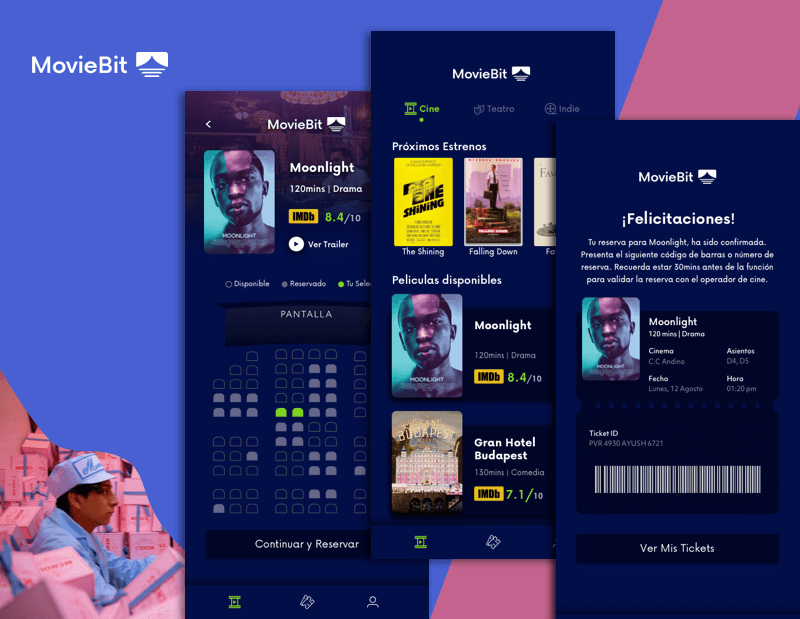 MovieBit
MovieBit
Moonlight
120mins | Drama
IMDb 8.4/10
Ver Trailer
MOONLIGHT
Disponible
Reservado
Tu Sele
PANTALLA
Continuar y Reservar
MovieBit
Cine
Teatro
Indie
Próximos Estrenos
THE
SHiNiNG
FALLING DOWN
The Shining
Falling Down
Fa
Peliculas disponibles
MOONLIGHT
Moonlight
120mins | Drama
IMDb 8.4/10
GRAND
BUDAPEST
Gran Hotel
Budapest
130mins | Comedia
IMDb 7.1/10
MovieBit
¡Felicitaciones!
Tu reserva para Moonlight, ha sido confirmada.
Presenta el siguiente código de barras o número de
reserva. Recuerda estar 30mins antes de la función
para validar la reserva con el operador de cine.
MOONLIGHT
Moonlight
120 mins | Drama
Cinema
Asientos
C.C Andino
D4, D5
Fecha
Hora
Lunes, 12 Agosto
01:20 pm
Ticket ID
PVR 4930 AYUSH 6721
Ver Mis Tickets